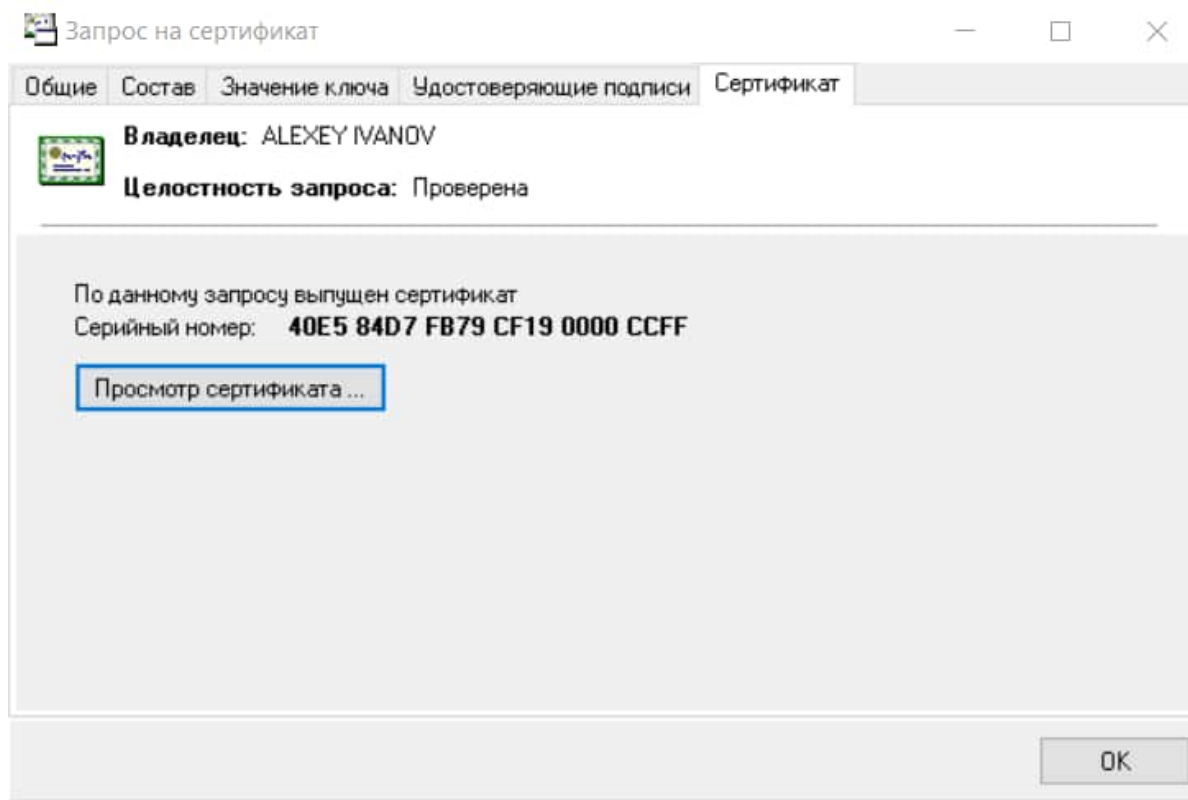 Запрос на сертификат
Общие Состав Значение ключа Удостоверяющие подписи Сертификат
Владелец: ALEXEY IVANOV
Целостность запроса: Проверена
По данному запросу выпущен сертификат
Серийный номер: 40E5 84D7 FB79 CF19 0000 CCFF
Просмотр сертификата ...
OK